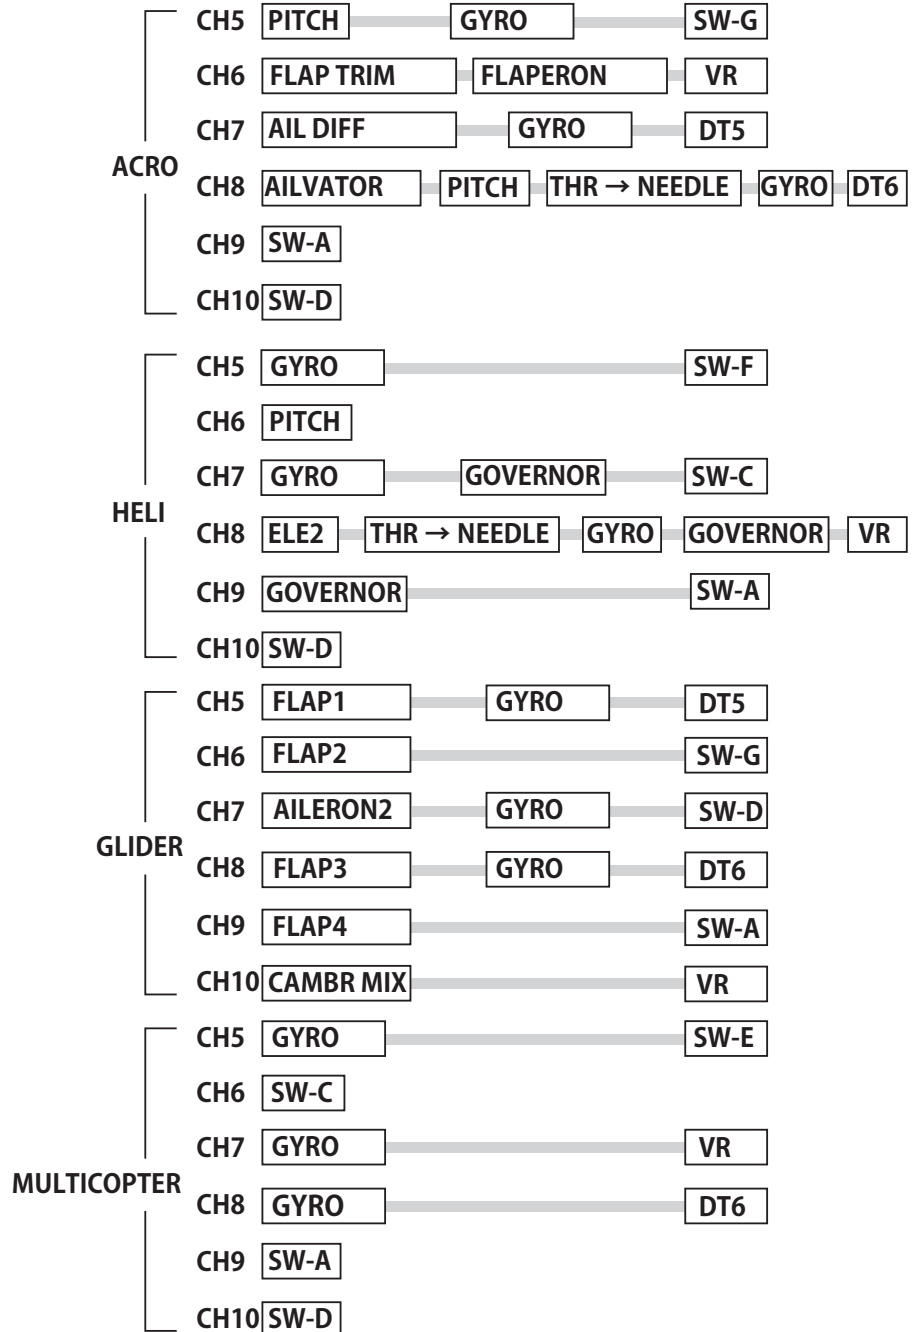 CH5 PITCH GYRO SW-G
CH6 FLAP TRIM FLAPERON VR
CH7 AIL DIFF GYRO DT5
ACRO
CH8 AILVATOR PITCH THR → NEEDLE GYRO DT6
CH9 SW-A
CH10 SW-D
CH5 GYRO SW-F
CH6 PITCH
CH7 GYRO GOVERNOR SW-C
HELI
CH8 ELE2 THR → NEEDLE GYRO GOVERNOR VR
CH9 GOVERNOR SW-A
CH10 SW-D
CH5 FLAP1 GYRO DT5
CH6 FLAP2 SW-G
CH7 AILERON2 GYRO SW-D
GLIDER
CH8 FLAP3 GYRO DT6
CH9 FLAP4 SW-A
CH10 CAMBR MIX VR
CH5 GYRO SW-E
CH6 SW-C
CH7 GYRO VR
MULTICOPTER
CH8 GYRO DT6
CH9 SW-A
CH10 SW-D